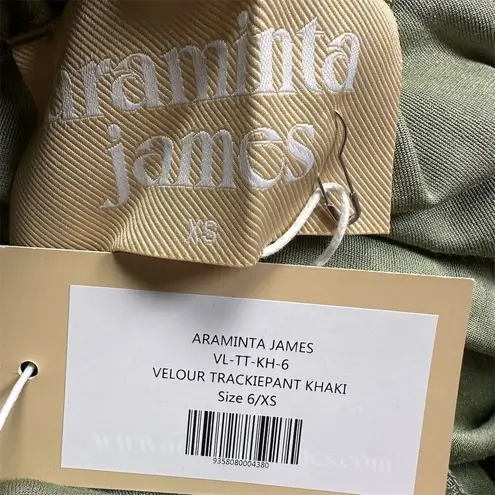 araminta
james
XS
ARAMINTA JAMES
VL-TT-KH-6
VELOUR TRACKIEPANT KHAKI
Size 6/XS
9358080004380